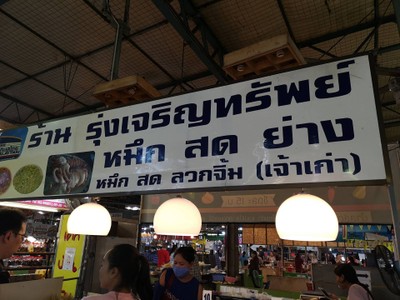 ร้าน รุ่งเจริญทรัพย์
หมึก สด ย่าง
หมึก สด ลวกจิ้ม (เจ้าเก่า)